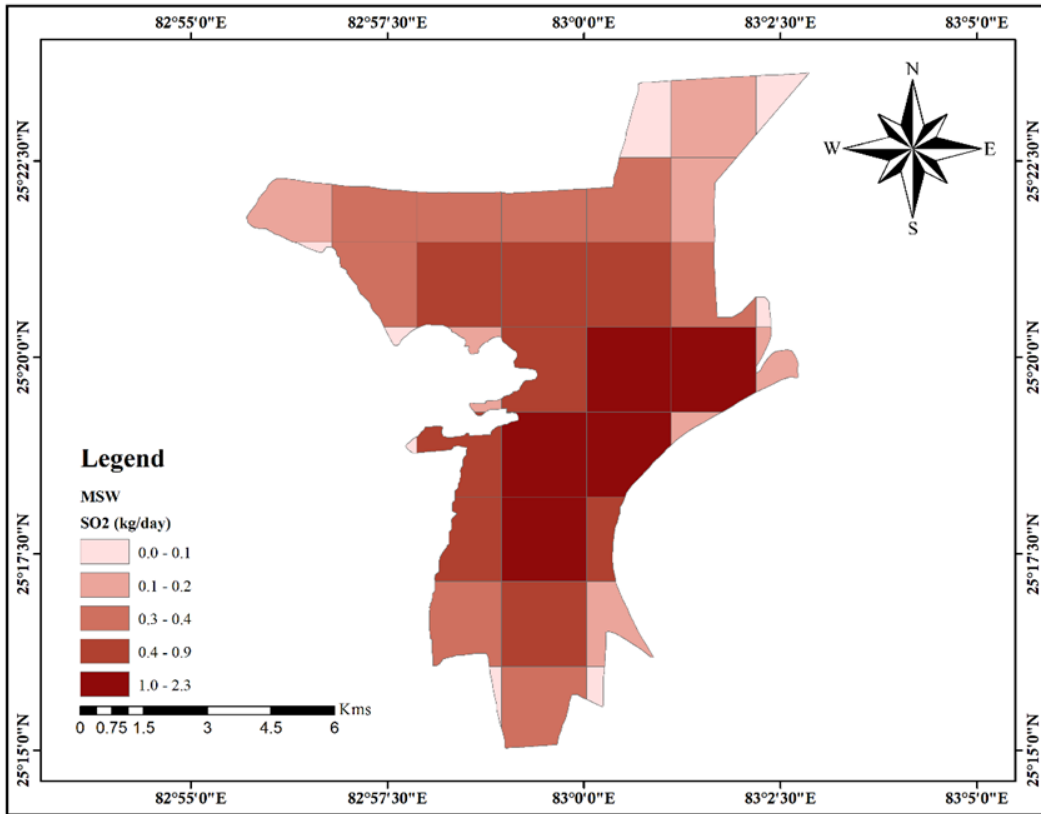 82°55'0"E 82°57'30"E 83°0'0"E 83°2'30"E 83°5'0"E
N
W E
S
25°22'30"N 25°22'30"N
25°20'0"N 25°20'0"N
25°17'30"N 25°17'30"N
25°15'0"N 25°15'0"N
Legend
MSW
SO2 (kg/day)
0.0 - 0.1
0.1 - 0.2
0.3 - 0.4
0.4 - 0.9
1.0 - 2.3
Kms
0 0.75 1.5 3 4.5 6
82°55'0"E 82°57'30"E 83°0'0"E 83°2'30"E 83°5'0"E